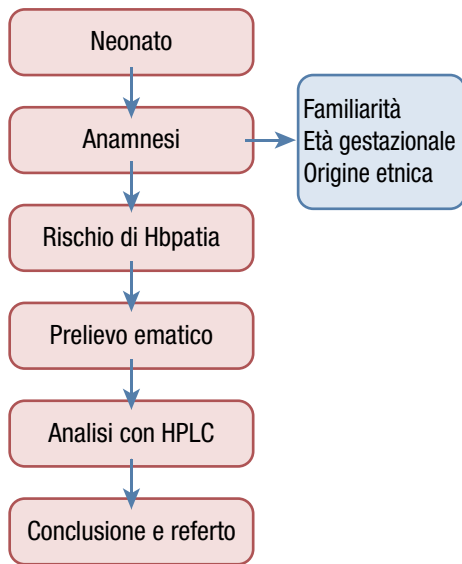 Neonato
Anamnesi
Familiarità
Età gestazionale
Origine etnica
Rischio di Hbpatia
Prelievo ematico
Analisi con HPLC
Conclusione e referto